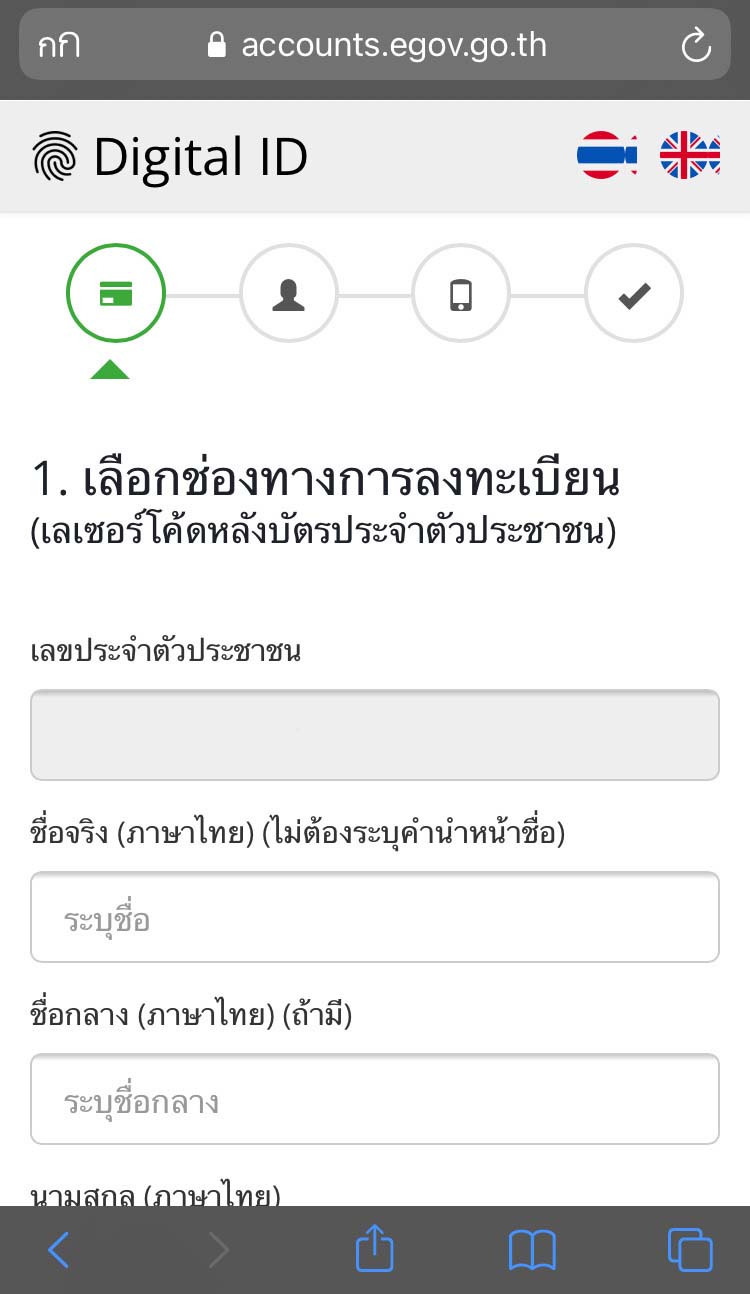 กก accounts.egov.go.th
Digital ID
1. เลือกช่องทางการลงทะเบียน
(เลเซอร์โค้ดหลังบัตรประจำตัวประชาชน)
เลขประจำตัวประชาชน
ชื่อจริง (ภาษาไทย) (ไม่ต้องระบุคำนำหน้าชื่อ)
ระบุชื่อ
ชื่อกลาง (ภาษาไทย) (ถ้ามี)
ระบุชื่อกลาง
นามสกุล (ภาษาไทย)